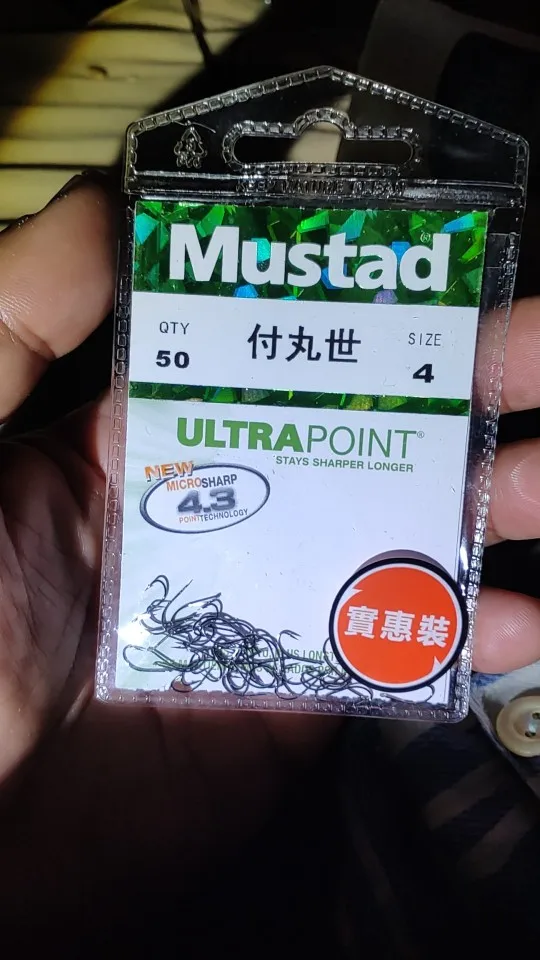 Mustad®
QTY
50
付丸世
SIZE
4
ULTRAPOINT®
STAYS SHARPER LONGER
NEW
MICROSHARP
4.3
POINTTECHNOLOGY
實惠裝